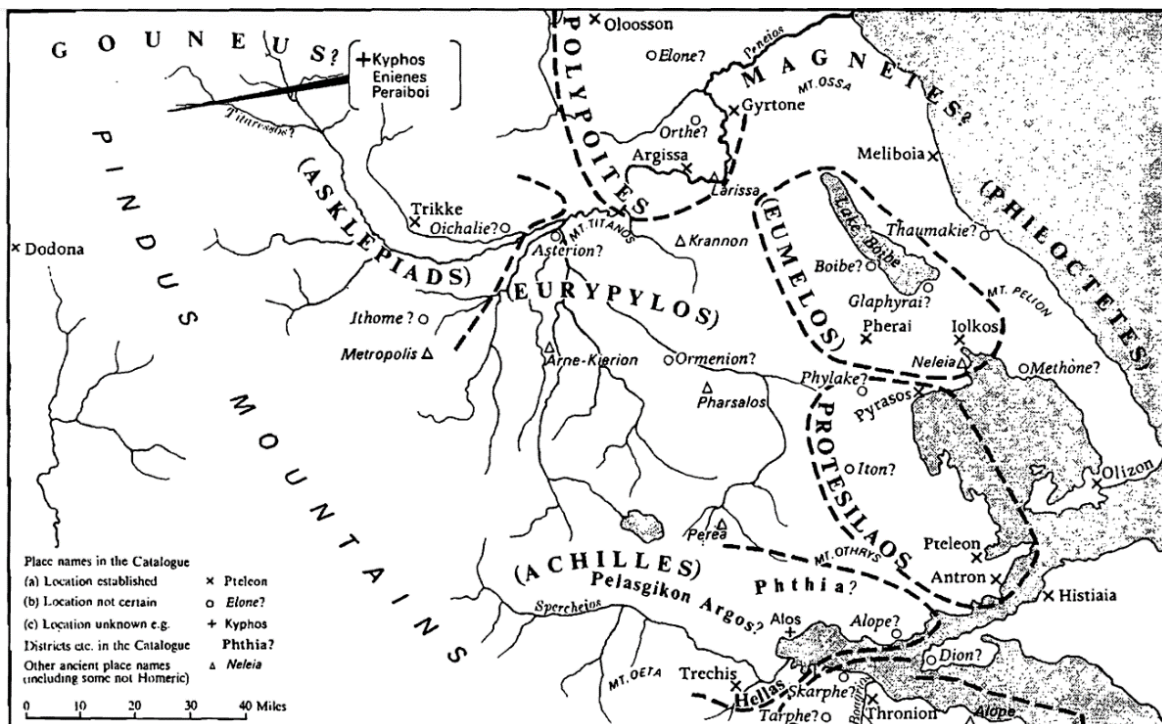 GOUNEUS?
Kyphos
Enienes
Peraiboi
Titaressos?
PINDUS MOUNTAINS
Dodona
(ASKLEPIADS)
Trikke
Oichalie?
Ithome?
Metropolis
POLYPOITES
Oloosson
Elone?
Peneios
MAGNETES?
MT. OSSA
Gyrtone
Orthe?
Argissa
Larissa
Meliboia
(PHILOCTETES)
MT. TITANOS
Asterion?
Krannon
(EURYPYLOS)
(EUMELOS)
Lake Boibe
Thaumakie?
Boibe?
Glaphyrai?
MT. PELION
Pherai
Iolkos
Arne-Kierion
Ormenion?
Neleia
Methone?
Phylake?
Pyrasos
Pharsalos
PROTESILAOS
Iton?
Olizon
Perea
MT. OTHRYS
Pteleon
Antron
(ACHILLES)
Phthia?
Pelasgikon Argos?
Histiaia
Spercheios
Alos
Alope?
Dion?
MT. OETA
Trechis
Hellas
Skarphe?
Tarphe?
Thronion
Alope
Place names in the Catalogue
(a) Location established × Pteleon
(b) Location not certain ○ Elone?
(c) Location unknown e.g. + Kyphos
Districts etc. in the Catalogue Phthia?
Other ancient place names △ Neleia
(including some not Homeric)
0 10 20 30 40 Miles